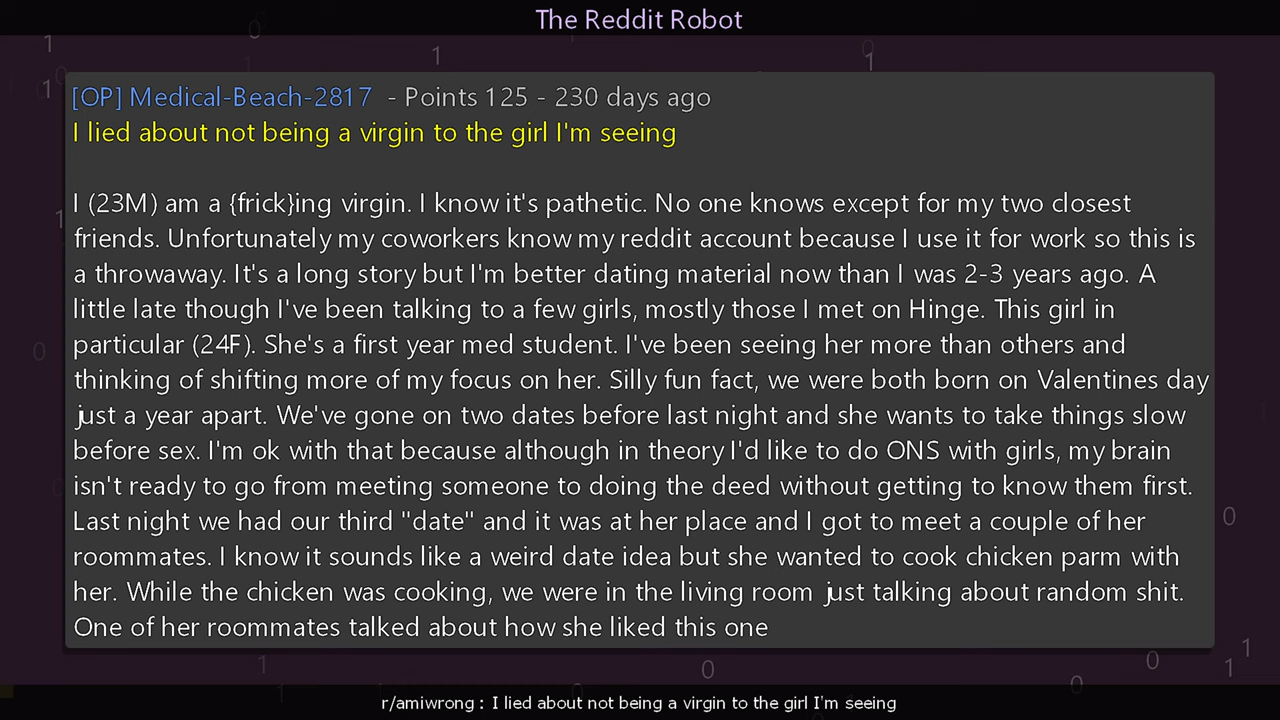 The Reddit Robot
[OP] Medical-Beach-2817 - Points 125 - 230 days ago
I lied about not being a virgin to the girl I'm seeing
I (23M) am a {frick}ing virgin. I know it's pathetic. No one knows except for my two closest
friends. Unfortunately my coworkers know my reddit account because I use it for work so this is
a throwaway. It's a long story but I'm better dating material now than I was 2-3 years ago. A
little late though I've been talking to a few girls, mostly those I met on Hinge. This girl in
particular (24F). She's a first year med student. I've been seeing her more than others and
thinking of shifting more of my focus on her. Silly fun fact, we were both born on Valentines day
just a year apart. We've gone on two dates before last night and she wants to take things slow
before sex. I'm ok with that because although in theory I'd like to do ONS with girls, my brain
isn't ready to go from meeting someone to doing the deed without getting to know them first.
Last night we had our third "date" and it was at her place and I got to meet a couple of her
roommates. I know it sounds like a weird date idea but she wanted to cook chicken parm with
her. While the chicken was cooking, we were in the living room just talking about random shit.
One of her roommates talked about how she liked this one
r/amiwrong : I lied about not being a virgin to the girl I'm seeing